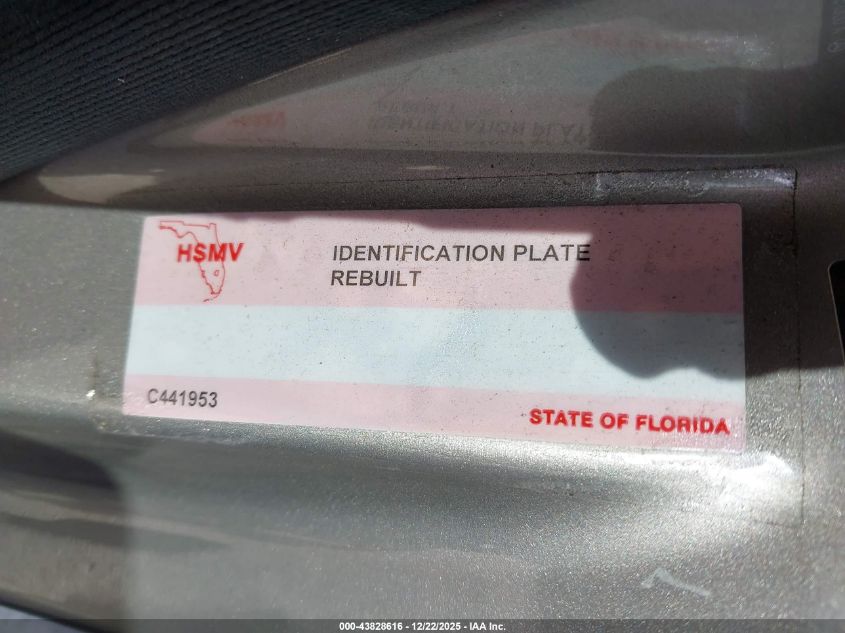 HSMV
IDENTIFICATION PLATE
REBUILT
C441953
STATE OF FLORIDA
000-43828616 - 12/22/2025 - IAA Inc.